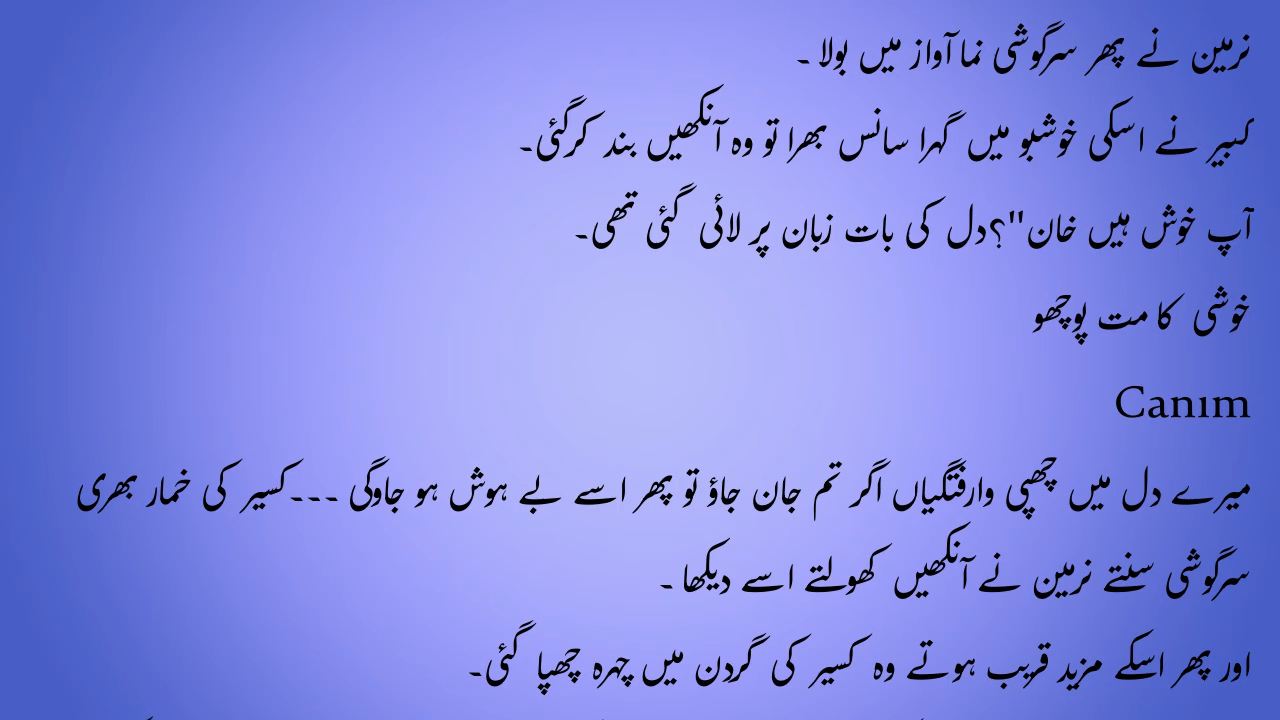 نرمین نے پھر سرگوشی نما آواز میں بولا ۔
کبیر نے اسکی خوشبو میں گہرا سانس بھرا تو وہ آنکھیں بند کرگئی۔
آپ خوش ہیں خان"؟دل کی بات زبان پر لائی گئی تھی۔
خوشی کا مت پوچھو
Canım
میرے دل میں چھپی وارفتگیاں اگر تم جان جاؤ تو پھر اسے بے ہوش ہو جاوگی ۔۔۔کسیر کی خمار بھری
سرگوشی سنتے نرمین نے آنکھیں کھولتے اسے دیکھا ۔
اور پھر اسکے مزید قریب ہوتے وہ کسیر کی گردن میں چہرہ چھپا گئی۔